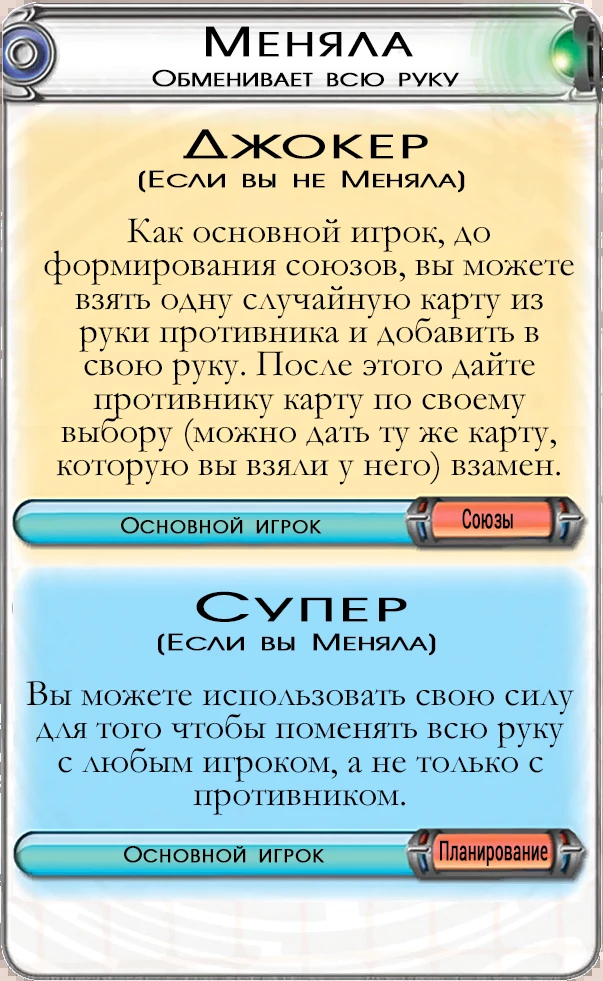 Меняла
Обменивает всю руку
Джокер
(Если вы не Меняла)
Как основной игрок, до
формирования союзов, вы можете
взять одну случайную карту из
руки противника и добавить в
свою руку. После этого дайте
противнику карту по своему
выбору (можно дать ту же карту,
которую вы взяли у него) взамен.
Основной игрок
Союзы
Супер
(Если вы Меняла)
Вы можете использовать свою силу
для того чтобы поменять всю руку
с любым игроком, а не только с
противником.
Основной игрок
Планирование